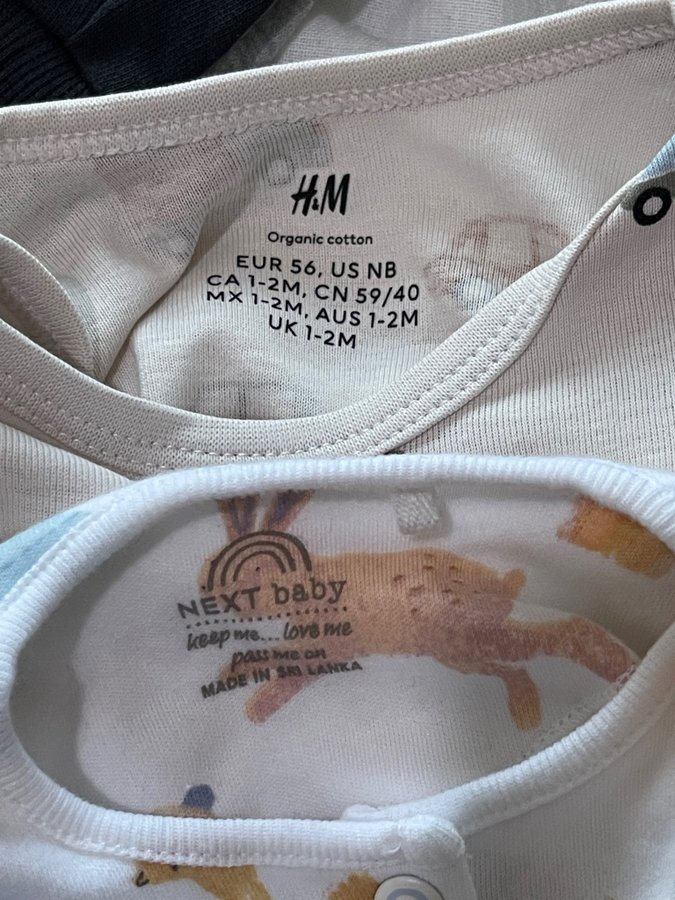 H&M
Organic cotton
EUR 56, US NB
CA 1-2M, CN 59/40
MX 1-2M, AUS 1-2M
UK 1-2M
NEXT baby
keep me... love me
pass me on
MADE IN SRI LANKA